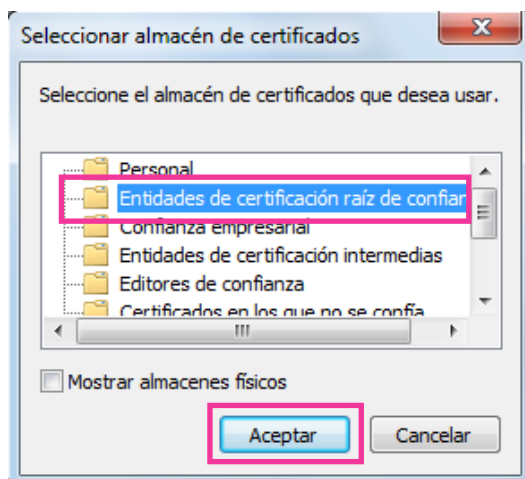 Seleccionar almacén de certificados
Seleccione el almacén de certificados que desea usar.
Personal
Entidades de certificación raíz de confian
Confianza empresarial
Entidades de certificación intermedias
Editores de confianza
Certificados en los que no se confía
Mostrar almacenes físicos
Aceptar
Cancelar